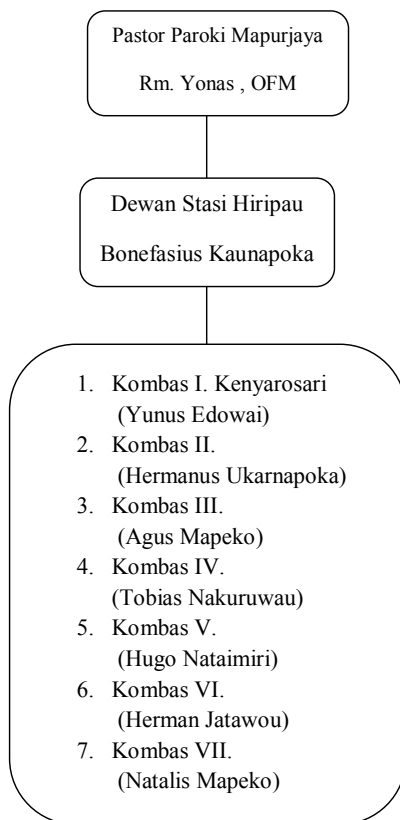 Pastor Paroki Mapurjaya
Rm. Yonas , OFM
Dewan Stasi Hiripau
Bonefasius Kaunapoka
1. Kombas I. Kenyarosari
(Yunus Edowai)
2. Kombas II.
(Hermanus Ukarnapoka)
3. Kombas III.
(Agus Mapeko)
4. Kombas IV.
(Tobias Nakuruwau)
5. Kombas V.
(Hugo Nataimiri)
6. Kombas VI.
(Herman Jatawou)
7. Kombas VII.
(Natalis Mapeko)